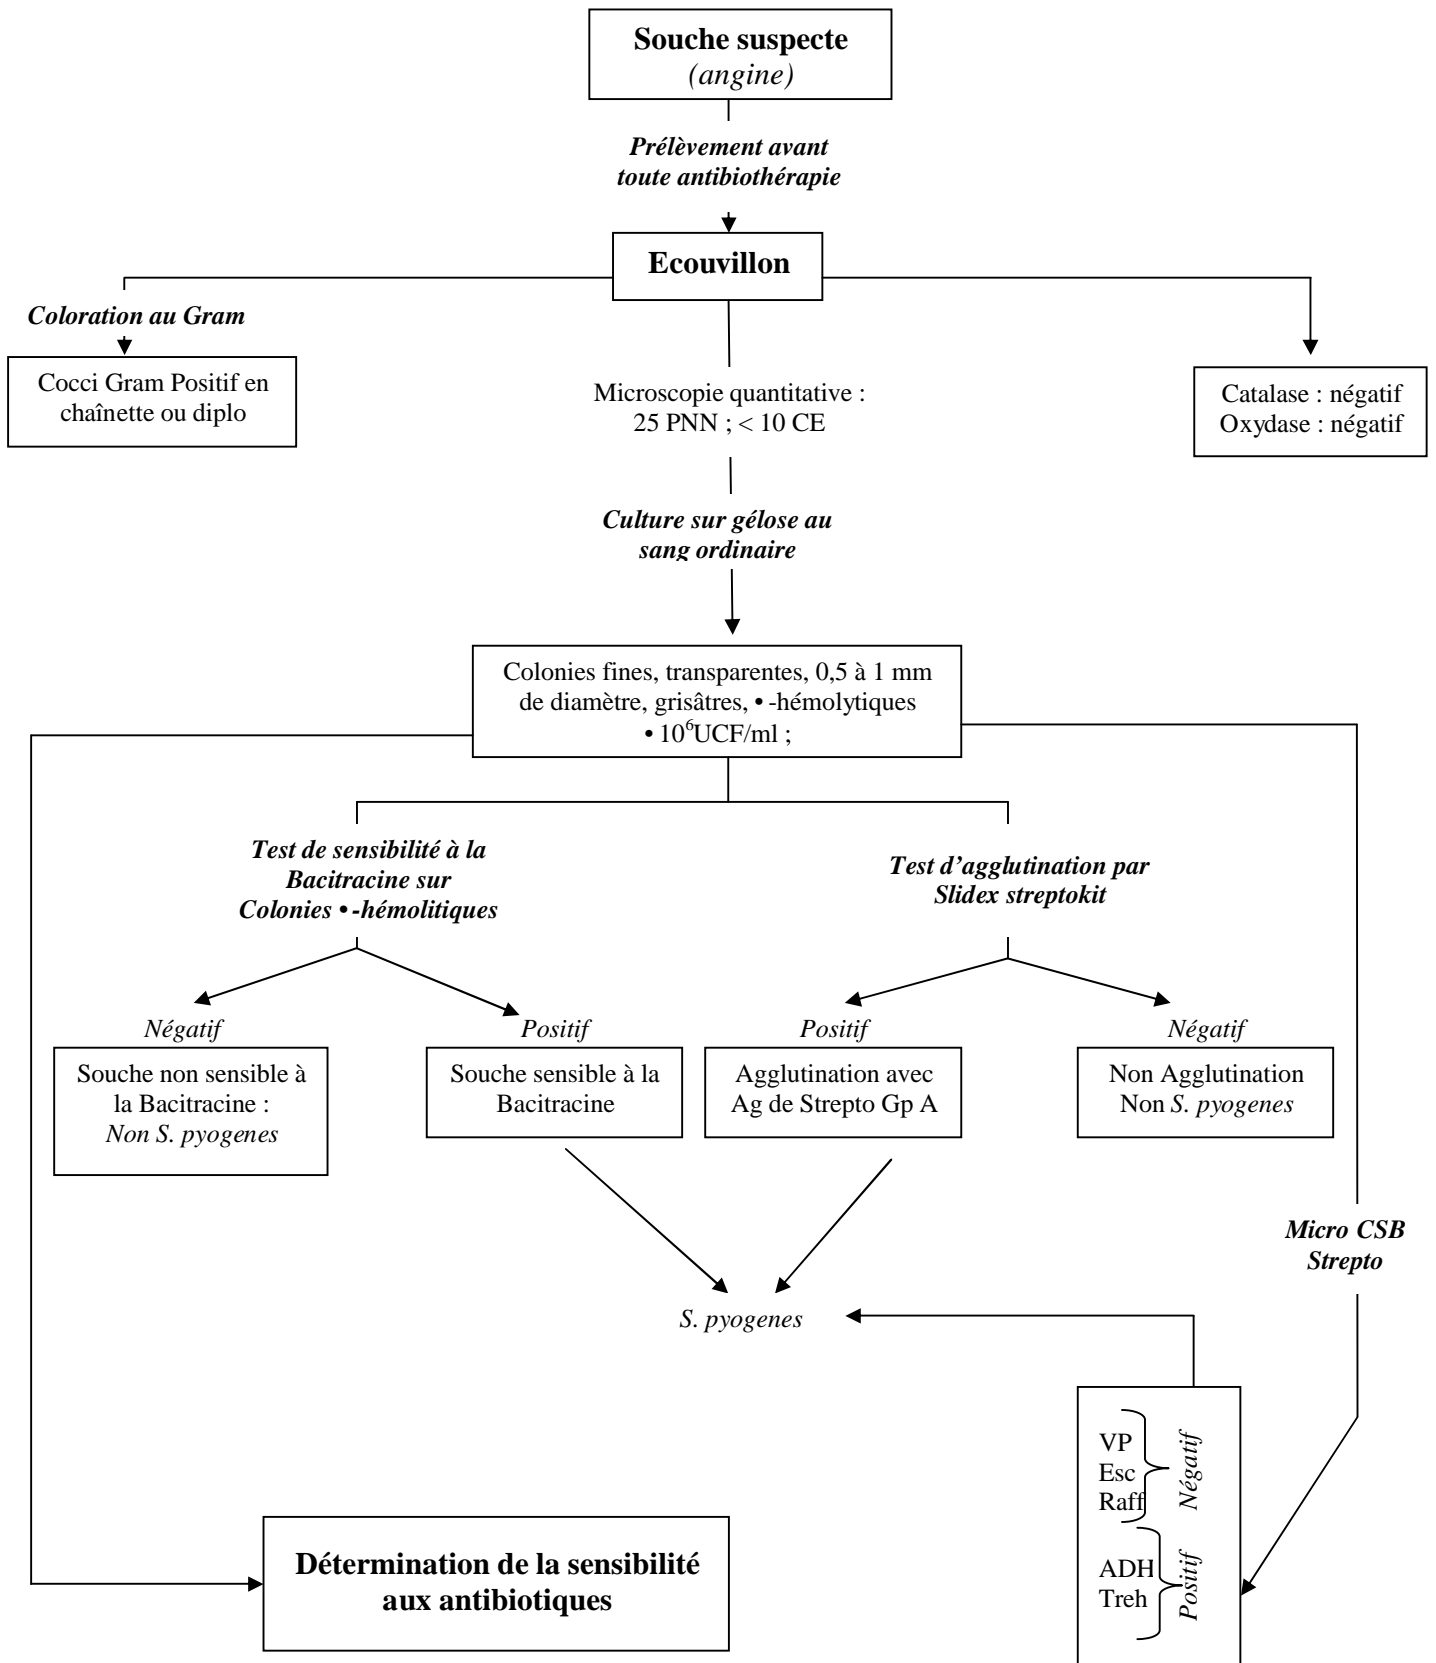 Souche suspecte
(angine)
Prélèvement avant
toute antibiothérapie
Ecouvillon
Coloration au Gram
Cocci Gram Positif en
chaînette ou diplo
Microscopie quantitative :
25 PNN ; < 10 CE
Catalase : négatif
Oxydase : négatif
Culture sur gélose au
sang ordinaire
Colonies fines, transparentes, 0,5 à 1 mm
de diamètre, grisâtres, •-hémolytiques
• 10⁶UCF/ml ;
Test de sensibilité à la
Bacitracine sur
Colonies •-hémolitiques
Test d’agglutination par
Slidex streptokit
Négatif
Souche non sensible à
la Bacitracine :
Non S. pyogenes
Positif
Souche sensible à la
Bacitracine
Positif
Agglutination avec
Ag de Strepto Gp A
Négatif
Non Agglutination
Non S. pyogenes
Micro CSB
Strepto
S. pyogenes
VP
Esc
Raff
Négatif
ADH
Treh
Positif
Détermination de la sensibilité
aux antibiotiques